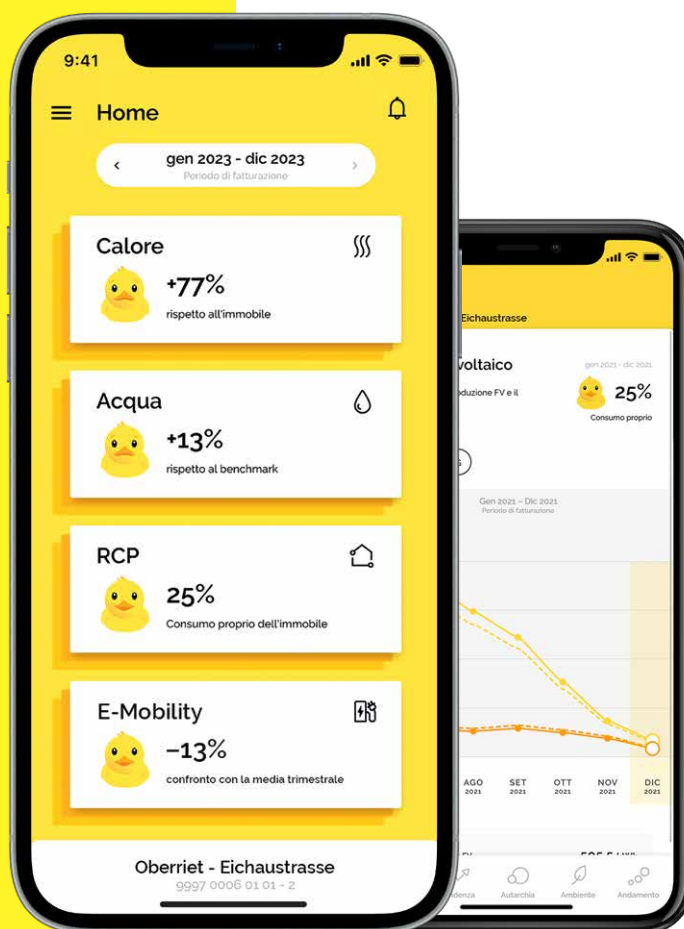 9:41
Home
gen 2023 - dic 2023
Periodo di fatturazione
Calore
+77%
rispetto all'immobile
Acqua
+13%
rispetto al benchmark
RCP
25%
Consumo proprio dell'immobile
E-Mobility
–13%
confronto con la media trimestrale
Oberriet - Eichaustrasse
9997 0006 01 01 - 2
Eichaustrasse
voltaico
gen 2021 - dic 2021
oduzione FV e il
25%
Consumo proprio
Gen 2021 – Dic 2021
Periodo di fatturazione
AGO SET OTT NOV DIC
2021 2021 2021 2021 2021
denza Autarchia Ambiente Andamento